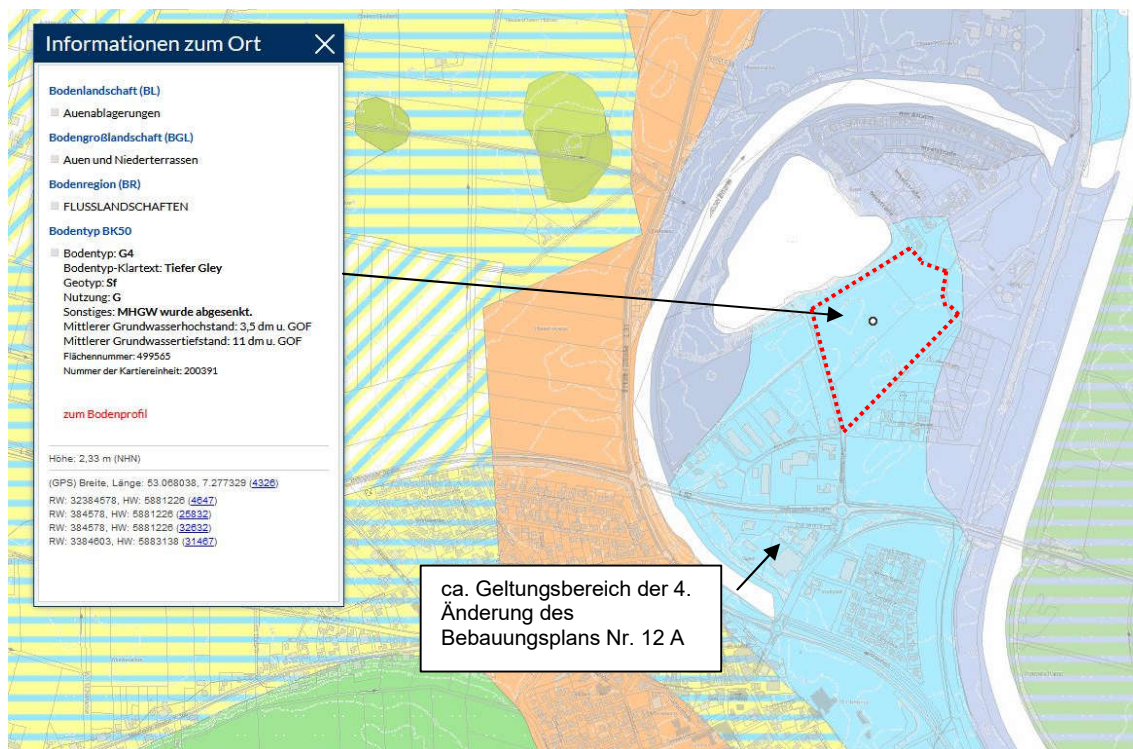 Informationen zum Ort
Bodenlandschaft (BL)
Auenablagerungen
Bodengroßlandschaft (BGL)
Auen und Niederterrassen
Bodenregion (BR)
FLUSSLANDSCHAFTEN
Bodentyp BK50
Bodentyp: G4
Bodentyp-Klartext: Tiefer Gley
Geotyp: Sf
Nutzung: G
Sonstiges: MHGW wurde abgesenkt.
Mittlerer Grundwasserhochstand: 3,5 dm u. GOF
Mittlerer Grundwassertiefstand: 11 dm u. GOF
Flächennummer: 499565
Nummer der Kartiereinheit: 200391
zum Bodenprofil
Höhe: 2,33 m (NHN)
(GPS) Breite, Länge: 53.068038, 7.277329 (4326)
RW: 32384578, HW: 5881226 (4647)
RW: 384578, HW: 5881226 (25832)
RW: 384578, HW: 5881226 (32632)
RW: 3384603, HW: 5883138 (31467)
ca. Geltungsbereich der 4.
Änderung des
Bebauungsplans Nr. 12 A